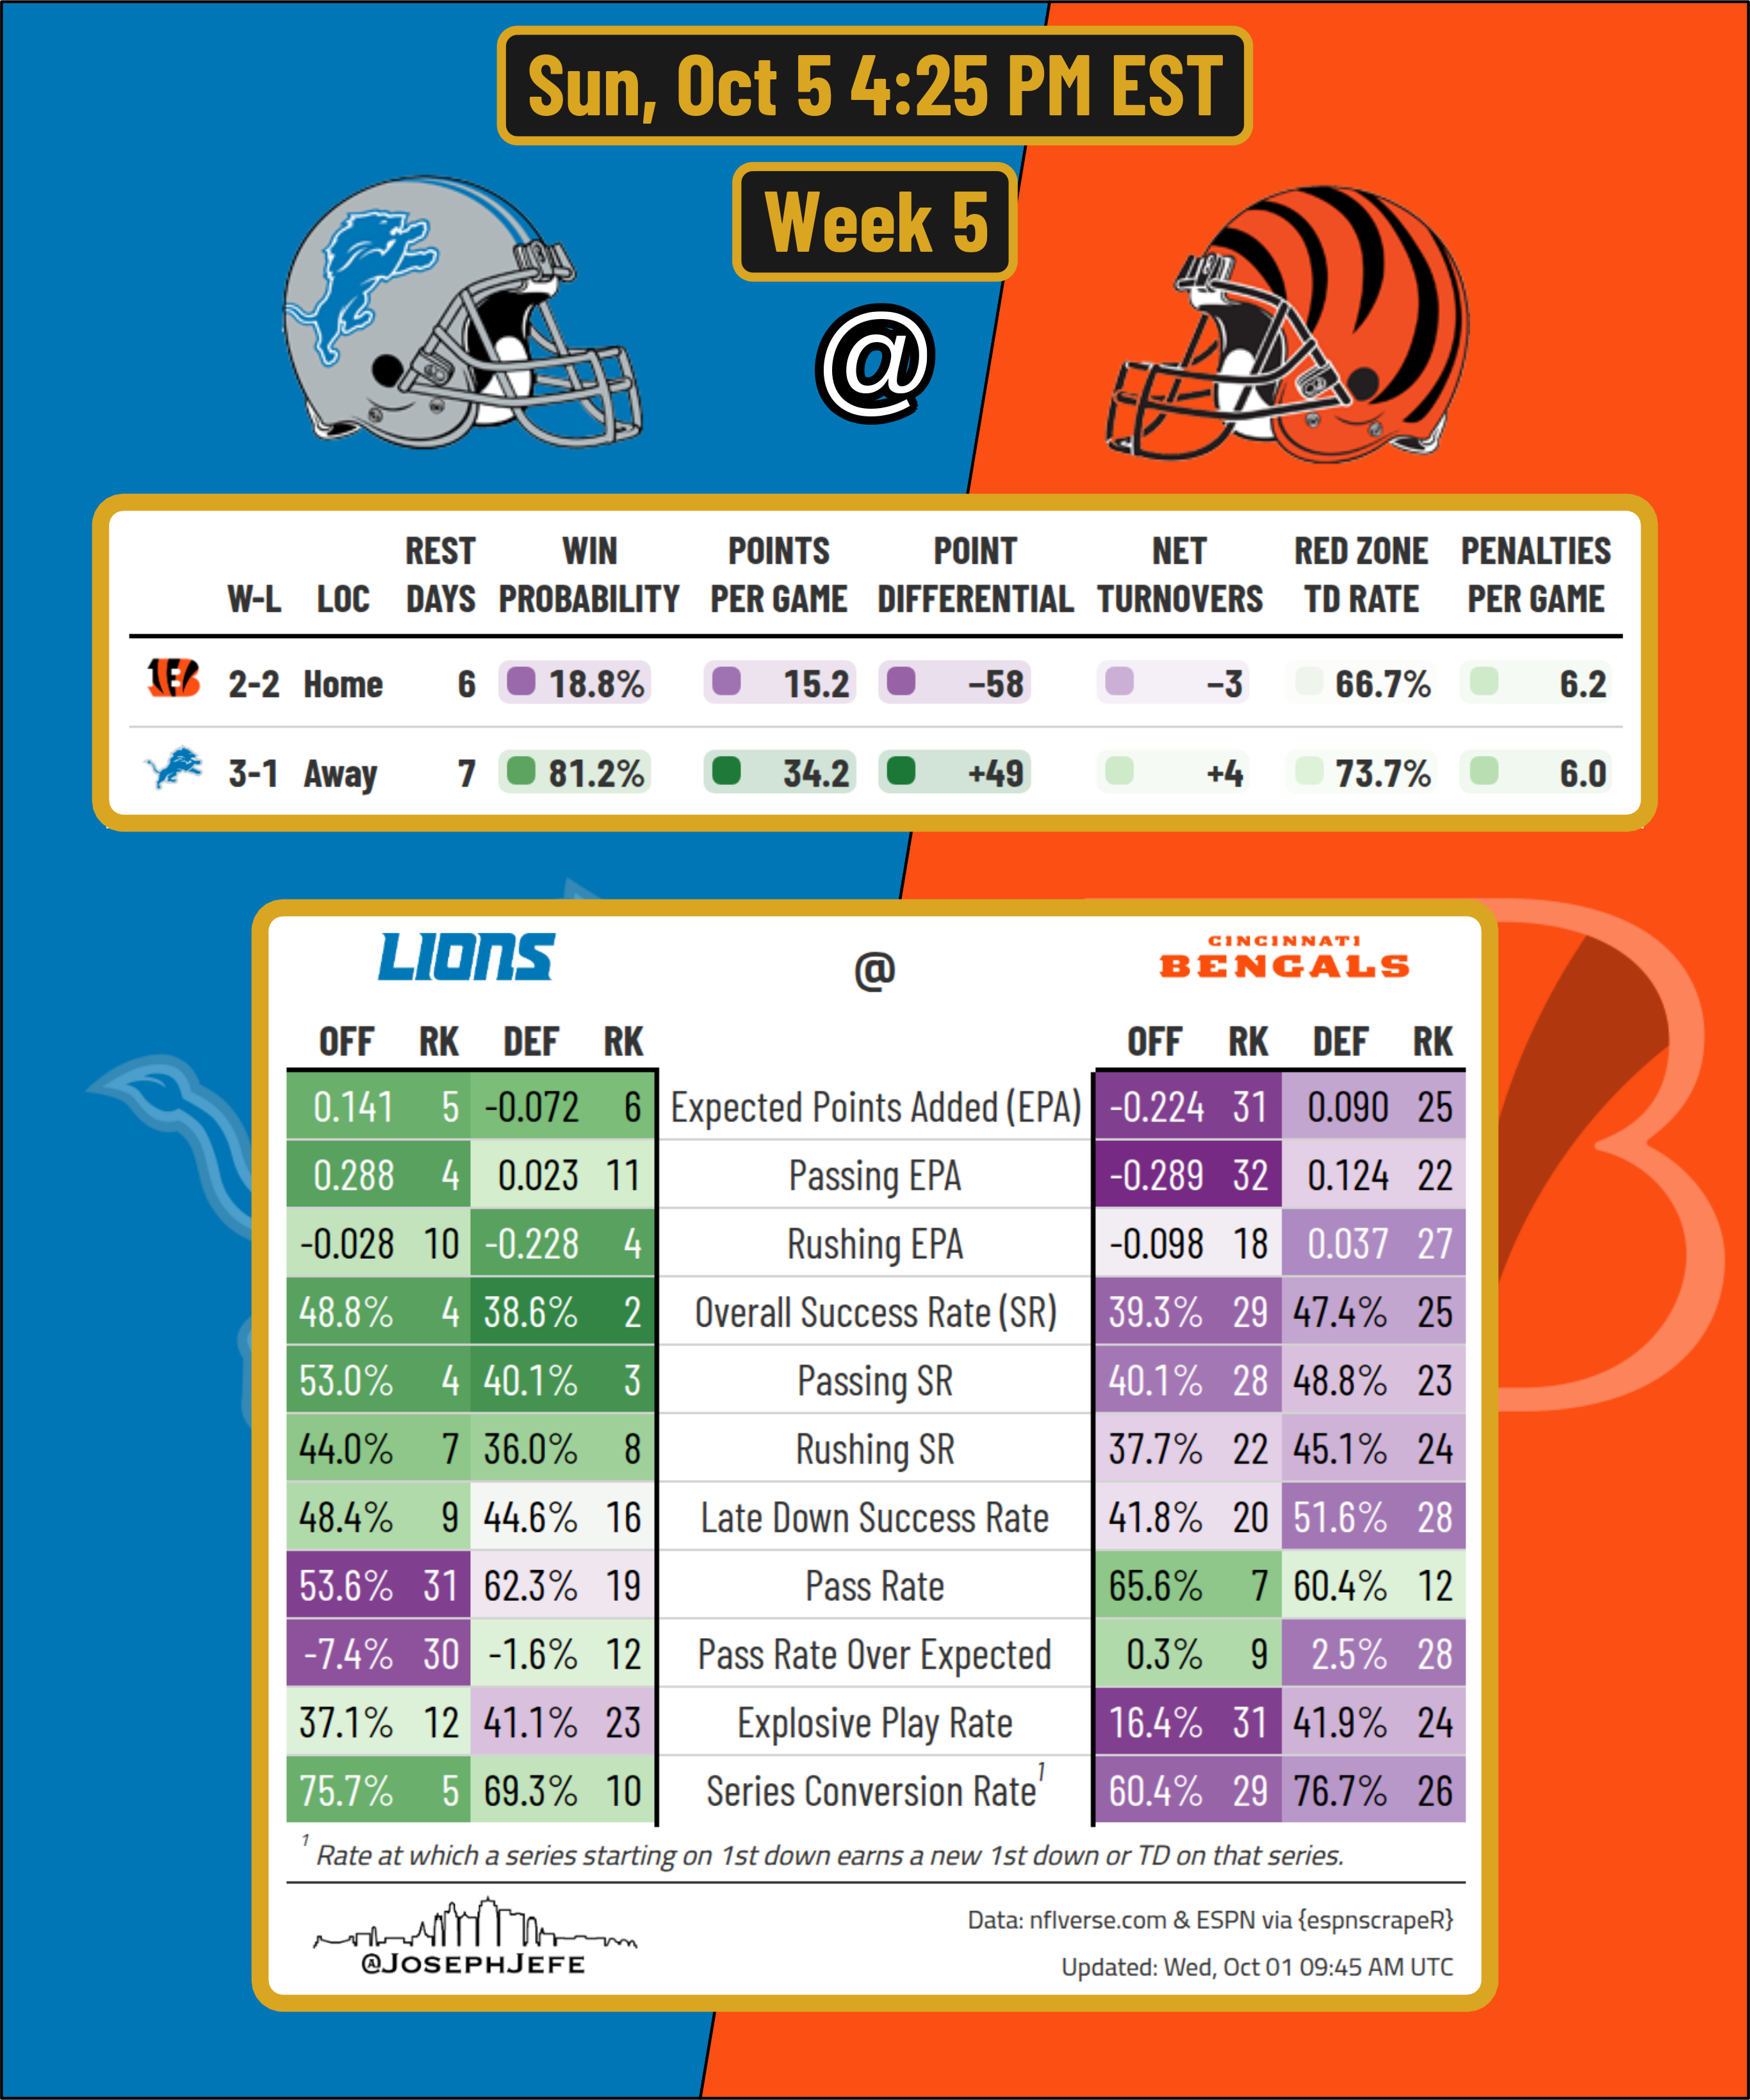 Sun, Oct 5 4:25 PM EST
Week 5
@
REST WIN POINTS POINT NET RED ZONE PENALTIES
W-L LOC DAYS PROBABILITY PER GAME DIFFERENTIAL TURNOVERS TD RATE PER GAME
2-2 Home 6 18.8% 15.2 −58 −3 66.7% 6.2
3-1 Away 7 81.2% 34.2 +49 +4 73.7% 6.0
LIONS @ CINCINNATI
BENGALS
OFF RK DEF RK OFF RK DEF RK
0.141 5 -0.072 6 Expected Points Added (EPA) -0.224 31 0.090 25
0.288 4 0.023 11 Passing EPA -0.289 32 0.124 22
-0.028 10 -0.228 4 Rushing EPA -0.098 18 0.037 27
48.8% 4 38.6% 2 Overall Success Rate (SR) 39.3% 29 47.4% 25
53.0% 4 40.1% 3 Passing SR 40.1% 28 48.8% 23
44.0% 7 36.0% 8 Rushing SR 37.7% 22 45.1% 24
48.4% 9 44.6% 16 Late Down Success Rate 41.8% 20 51.6% 28
53.6% 31 62.3% 19 Pass Rate 65.6% 7 60.4% 12
-7.4% 30 -1.6% 12 Pass Rate Over Expected 0.3% 9 2.5% 28
37.1% 12 41.1% 23 Explosive Play Rate 16.4% 31 41.9% 24
75.7% 5 69.3% 10 Series Conversion Rate1 60.4% 29 76.7% 26
1 Rate at which a series starting on 1st down earns a new 1st down or TD on that series.
@JOSEPHJEFE
Data: nflverse.com & ESPN via {espnscrapeR}
Updated: Wed, Oct 01 09:45 AM UTC